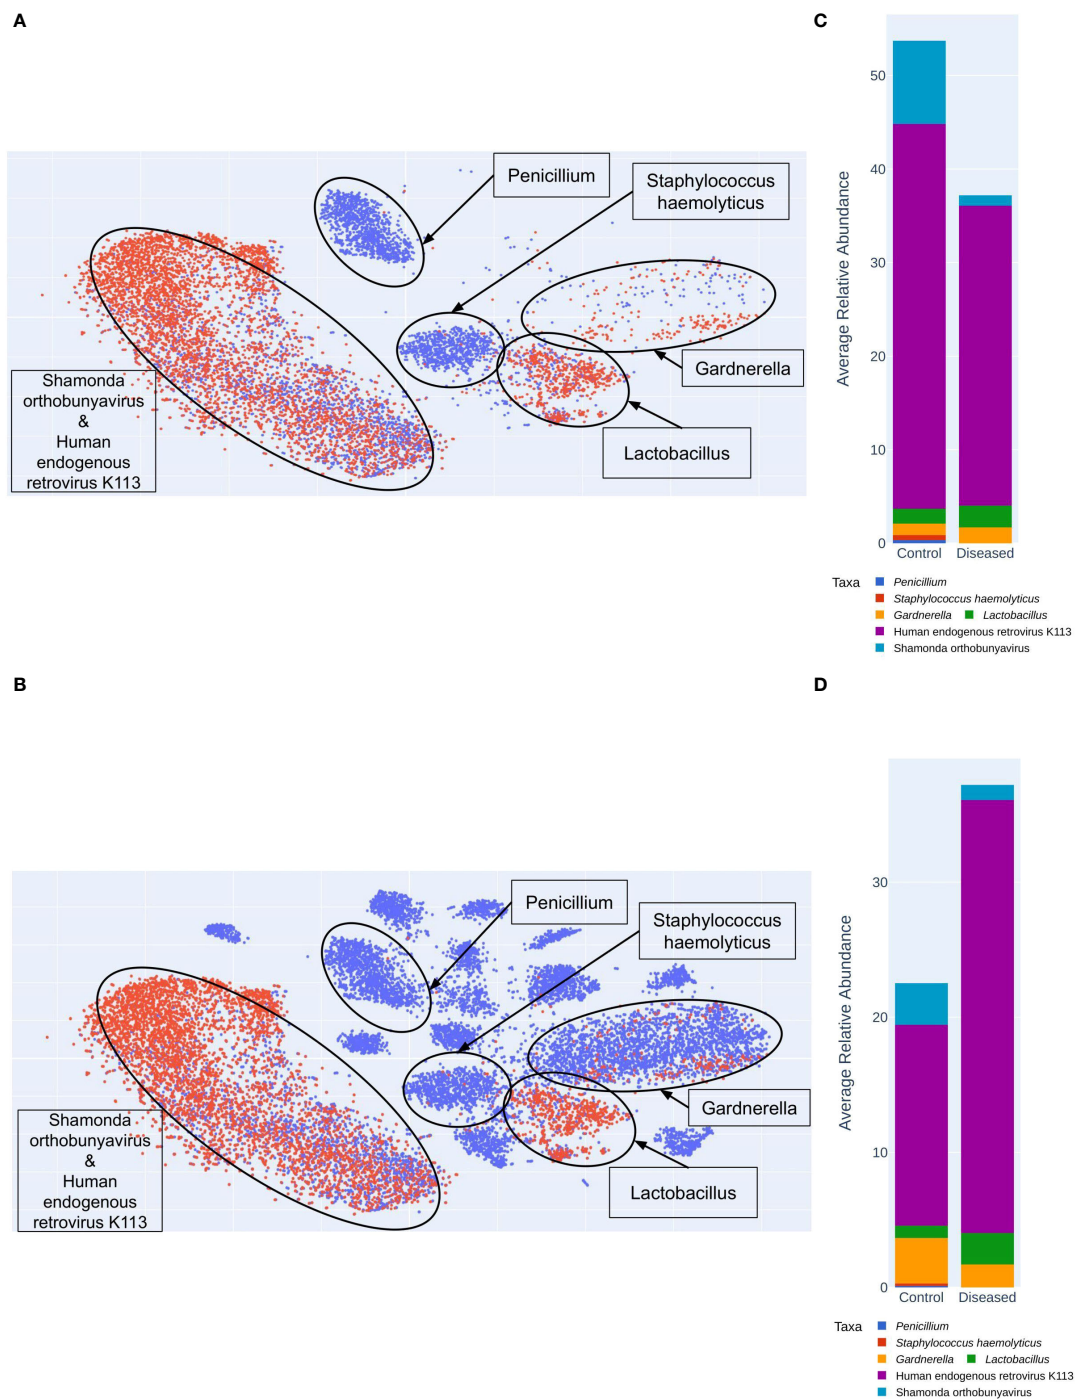 A
Penicillium
Staphylococcus
haemolyticus
Gardnerella
Lactobacillus
Shamonda
orthobunyavirus
&
Human
endogenous
retrovirus K113
C
Average Relative Abundance
50
40
30
20
10
0
Control Diseased
Taxa
Penicillium
Staphylococcus haemolyticus
Gardnerella Lactobacillus
Human endogenous retrovirus K113
Shamonda orthobunyavirus
B
Penicillium
Staphylococcus
haemolyticus
Gardnerella
Lactobacillus
Shamonda
orthobunyavirus
&
Human
endogenous
retrovirus K113
D
Average Relative Abundance
30
20
10
0
Control Diseased
Taxa
Penicillium
Staphylococcus haemolyticus
Gardnerella Lactobacillus
Human endogenous retrovirus K113
Shamonda orthobunyavirus